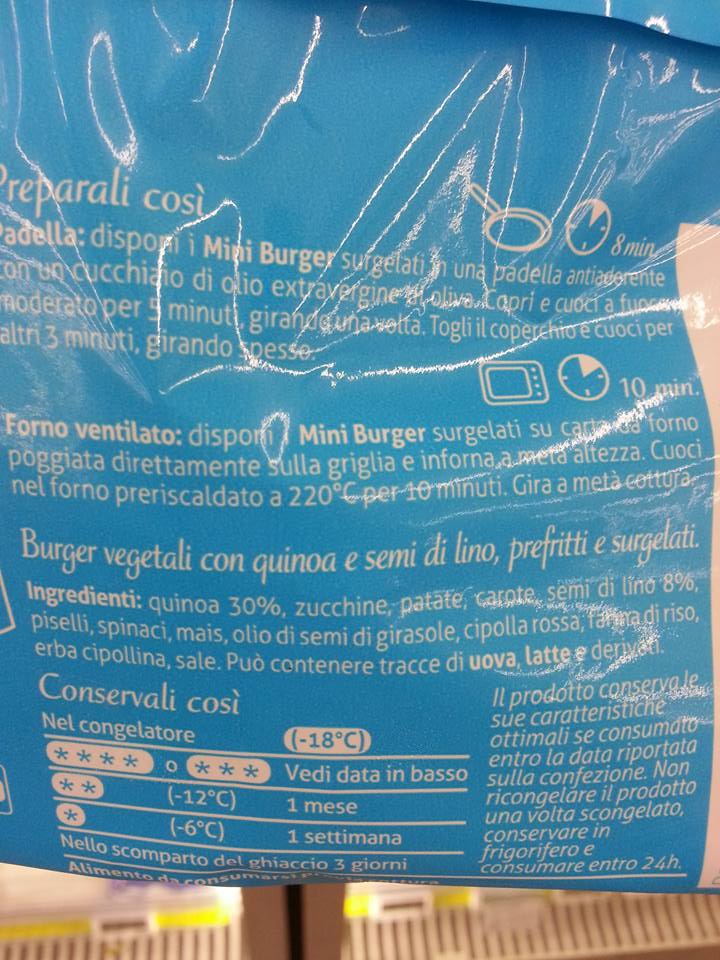 Preparali così
8 min
Padella: disponi i Mini Burger surgelati in una padella antiaderente
con un cucchiaio di olio extravergine di oliva. Copri e cuoci a fuoco
moderato per 5 minuti, girando una volta. Togli il coperchio e cuoci per
altri 3 minuti, girando spesso.
10 min.
Forno ventilato: disponi i Mini Burger surgelati su carta da forno
poggiata direttamente sulla griglia e inforna a metà altezza. Cuoci
nel forno preriscaldato a 220°C per 10 minuti. Gira a metà cottura.
Burger vegetali con quinoa e semi di lino, prefritti e surgelati.
Ingredienti: quinoa 30%, zucchine, patate, carote, semi di lino 8%,
piselli, spinaci, mais, olio di semi di girasole, cipolla rossa, farina di riso,
erba cipollina, sale. Può contenere tracce di uova, latte e derivati.
Conservali così
Nel congelatore (-18°C)
**** o *** Vedi data in basso
** (-12°C) 1 mese
* (-6°C) 1 settimana
Nello scomparto del ghiaccio 3 giorni
Alimento da consumarsi previa cottura
Il prodotto conserva le
sue caratteristiche
ottimali se consumato
entro la data riportata
sulla confezione. Non
ricongelare il prodotto
una volta scongelato,
conservare in
frigorifero e
consumare entro 24h.